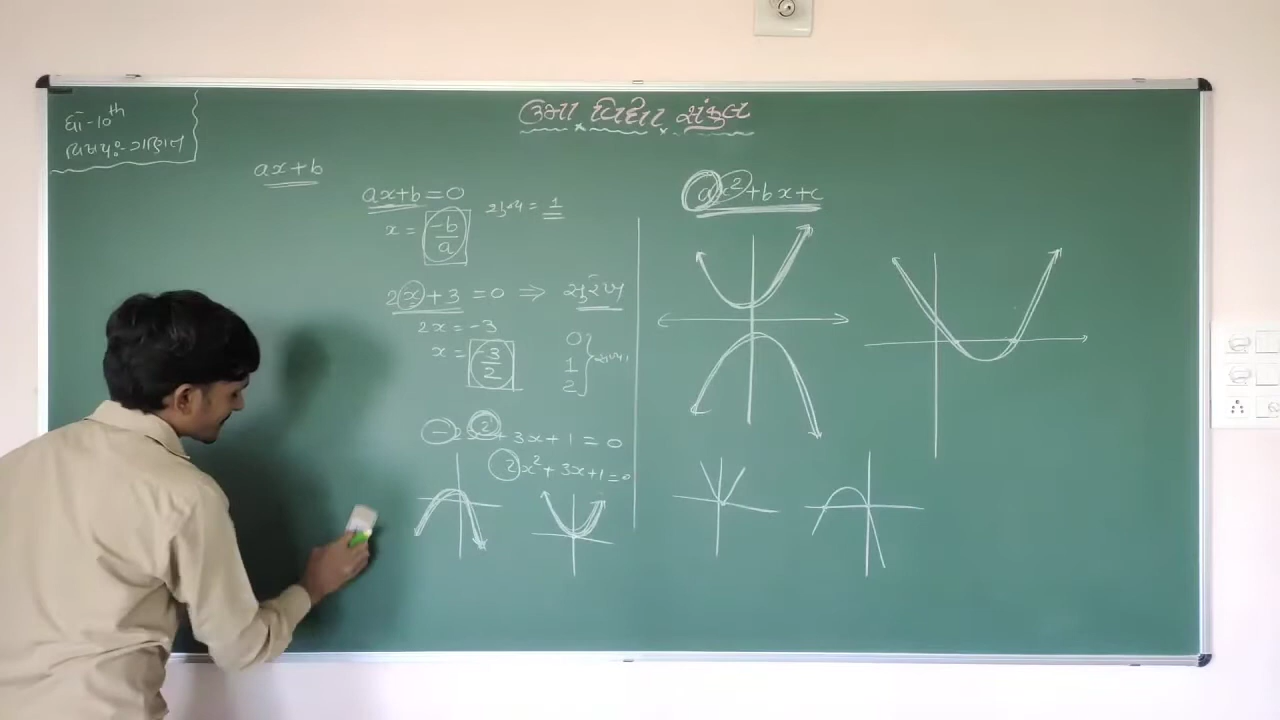 ઉમા વિદ્યા સંકુલ
ધો-10th
વિષય:- ગણિત
ax+b
ax+b=0
x = -b/a
શૂન્ય = 1
2x+3 =0 ⇒ સુરેખ
2x = -3
x = -3/2
0
1
2
+ 3x+1 = 0
2x²+ 3x+1=0
ax²+bx+c